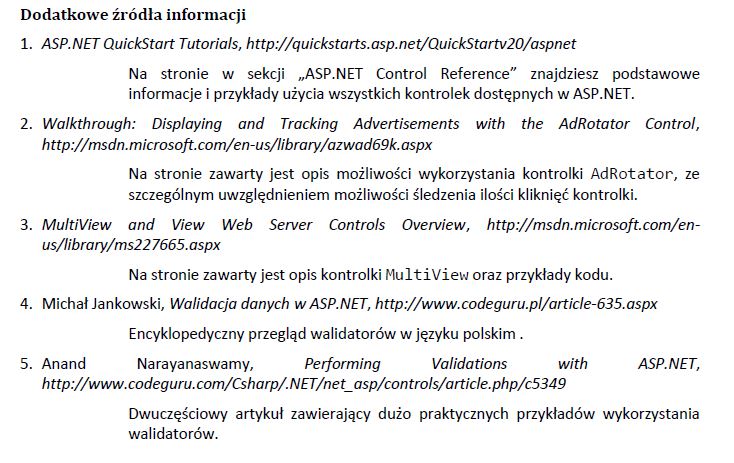 Dodatkowe źródła informacji
1. ASP.NET QuickStart Tutorials, http://quickstarts.asp.net/QuickStartv20/aspnet
Na stronie w sekcji „ASP.NET Control Reference” znajdziesz podstawowe
informacje i przykłady użycia wszystkich kontrolek dostępnych w ASP.NET.
2. Walkthrough: Displaying and Tracking Advertisements with the AdRotator Control,
http://msdn.microsoft.com/en-us/library/azwad69k.aspx
Na stronie zawarty jest opis możliwości wykorzystania kontrolki AdRotator, ze
szczególnym uwzględnieniem możliwości śledzenia ilości kliknięć kontrolki.
3. MultiView and View Web Server Controls Overview, http://msdn.microsoft.com/en-
us/library/ms227665.aspx
Na stronie zawarty jest opis kontrolki MultiView oraz przykłady kodu.
4. Michał Jankowski, Walidacja danych w ASP.NET, http://www.codeguru.pl/article-635.aspx
Encyklopedyczny przegląd walidatorów w języku polskim .
5. Anand Narayanaswamy, Performing Validations with ASP.NET,
http://www.codeguru.com/Csharp/.NET/net_asp/controls/article.php/c5349
Dwuczęściowy artykuł zawierający dużo praktycznych przykładów wykorzystania
walidatorów.